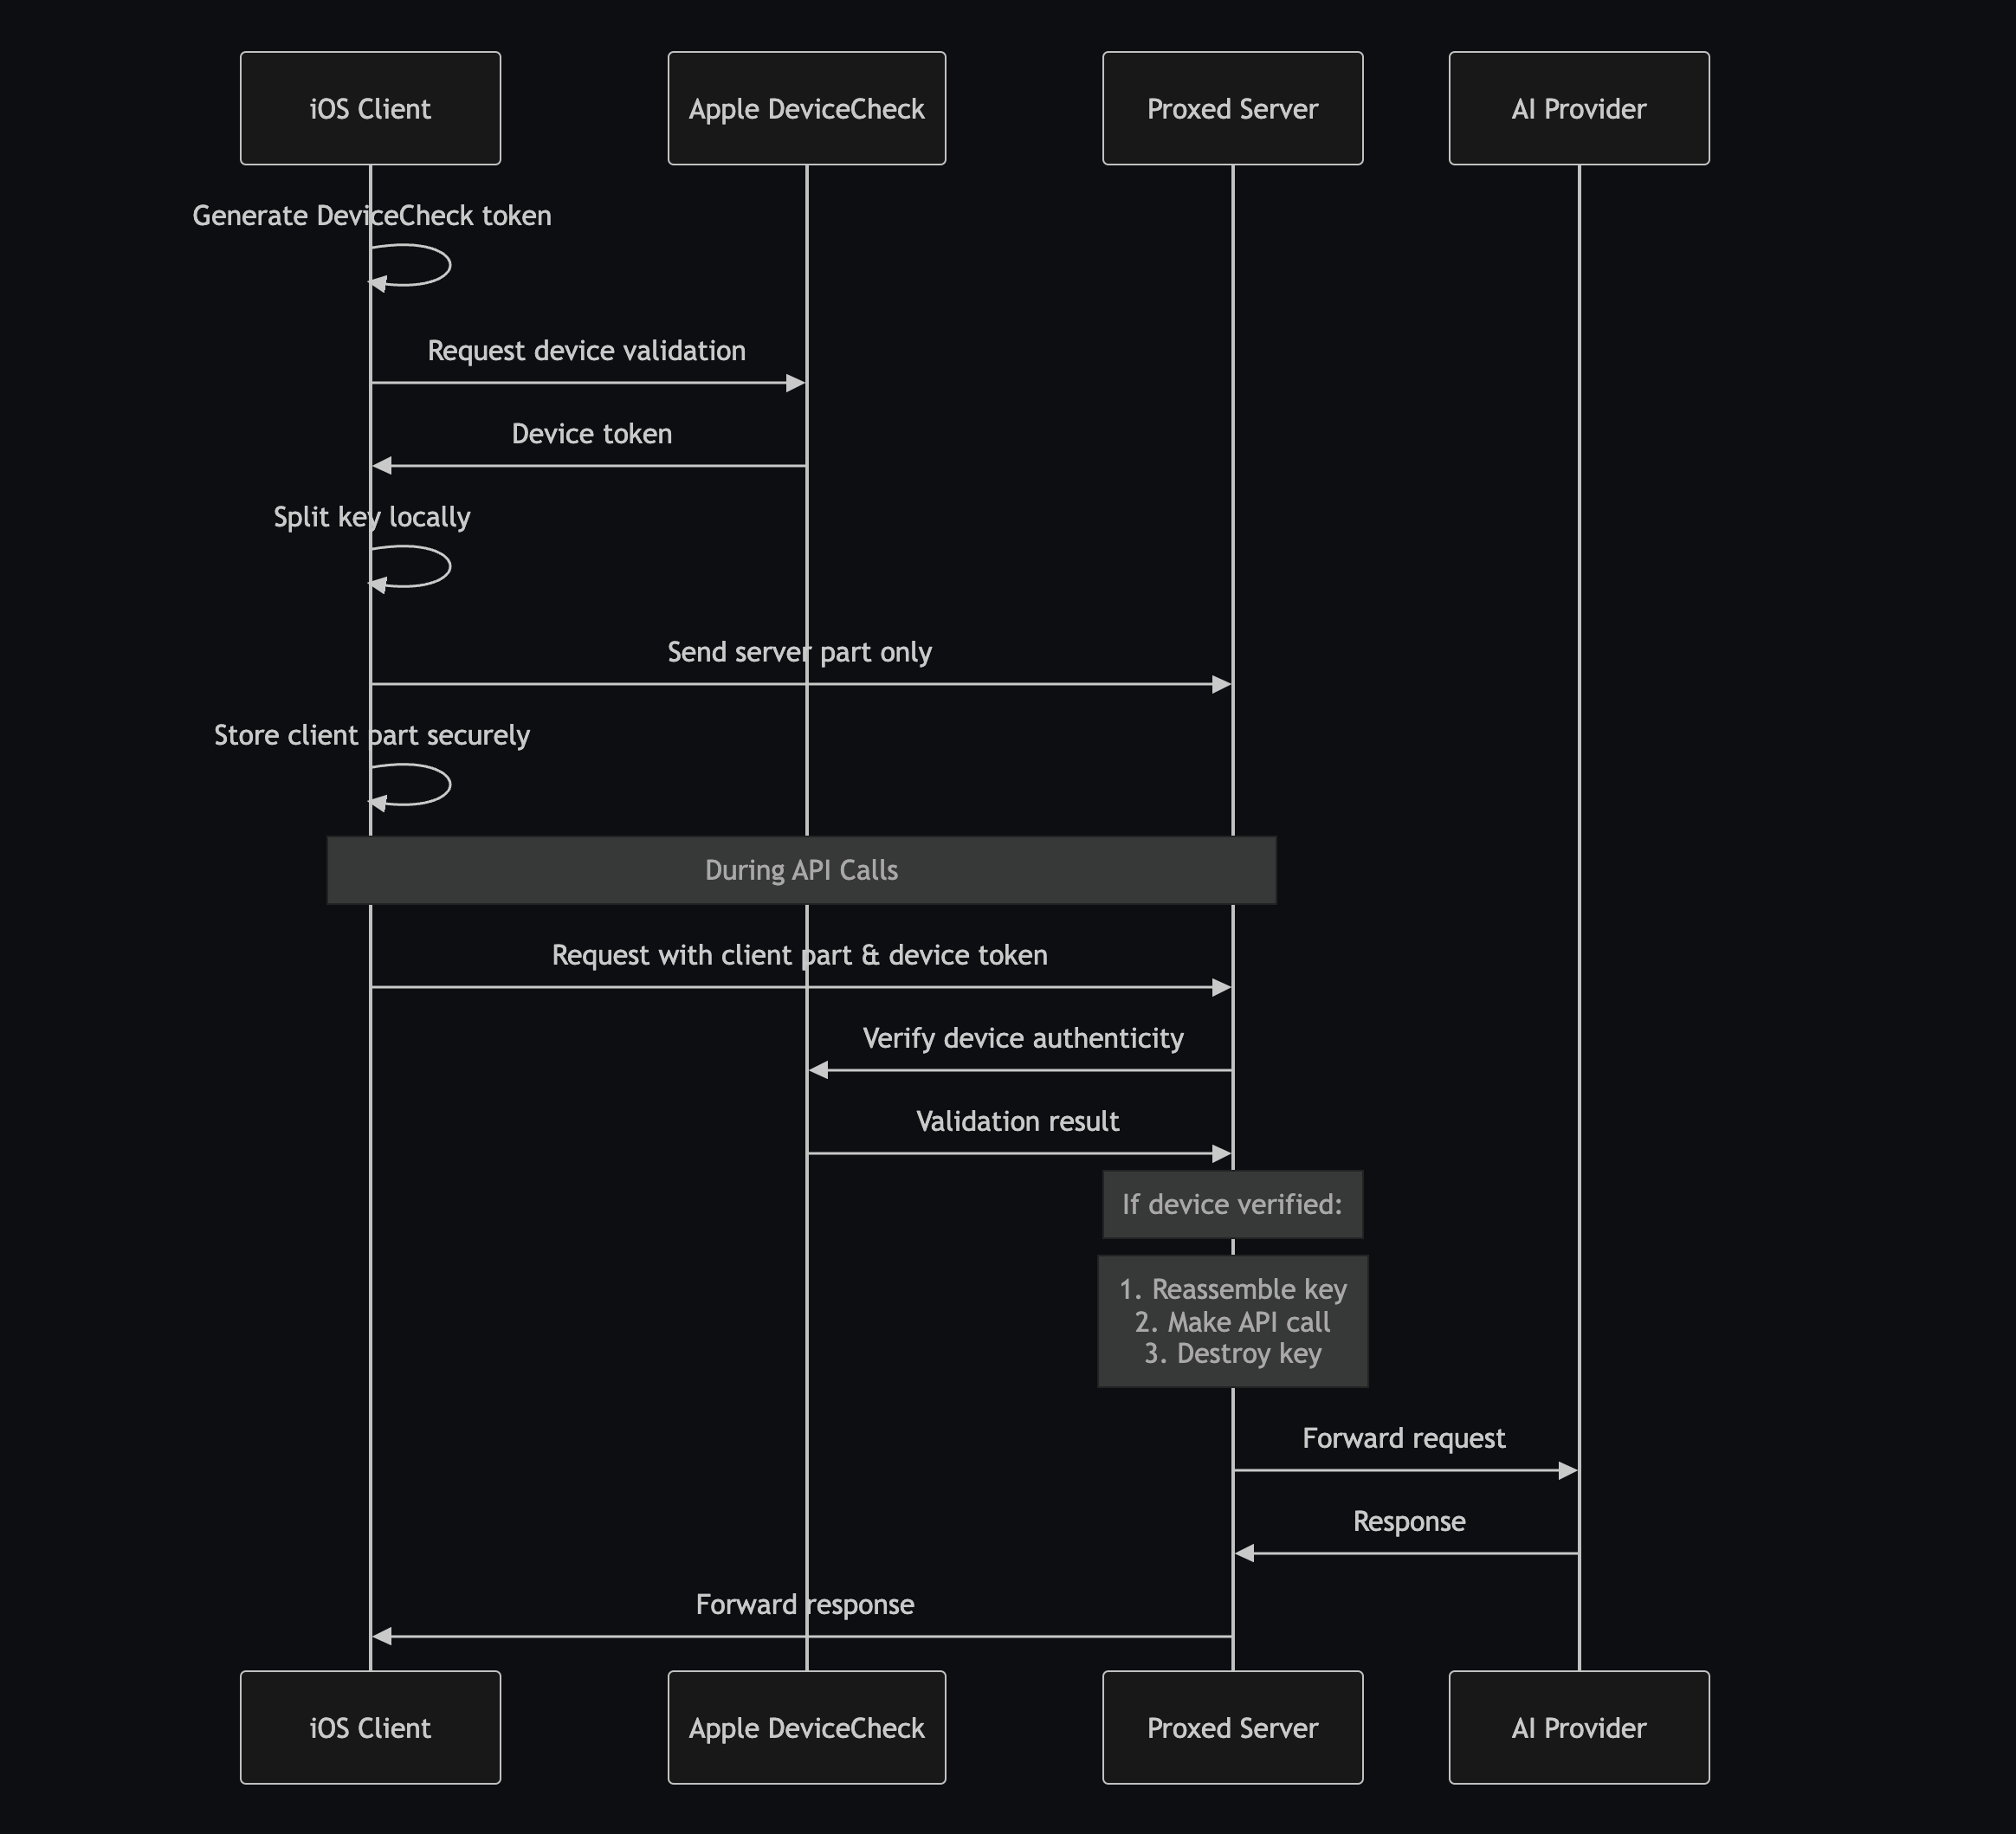 iOS Client
Apple DeviceCheck
Proxed Server
AI Provider
Generate DeviceCheck token
Request device validation
Device token
Split key locally
Send server part only
Store client part securely
During API Calls
Request with client part & device token
Verify device authenticity
Validation result
If device verified:
1. Reassemble key
2. Make API call
3. Destroy key
Forward request
Response
Forward response
iOS Client
Apple DeviceCheck
Proxed Server
AI Provider